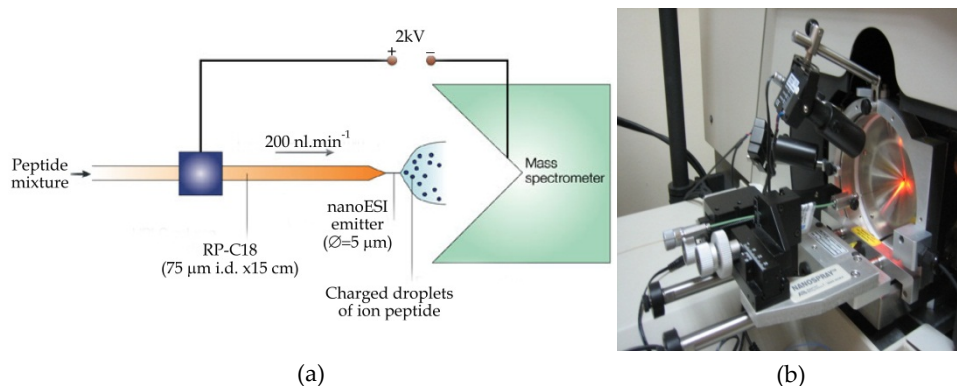 2kV
+ −
200 nl.min⁻¹
Peptide
mixture
Mass
spectrometer
nanoESI
emitter
(Ø=5 µm)
RP-C18
(75 µm i.d. x15 cm)
Charged droplets
of ion peptide
NANOSPRAY
(a)
(b)